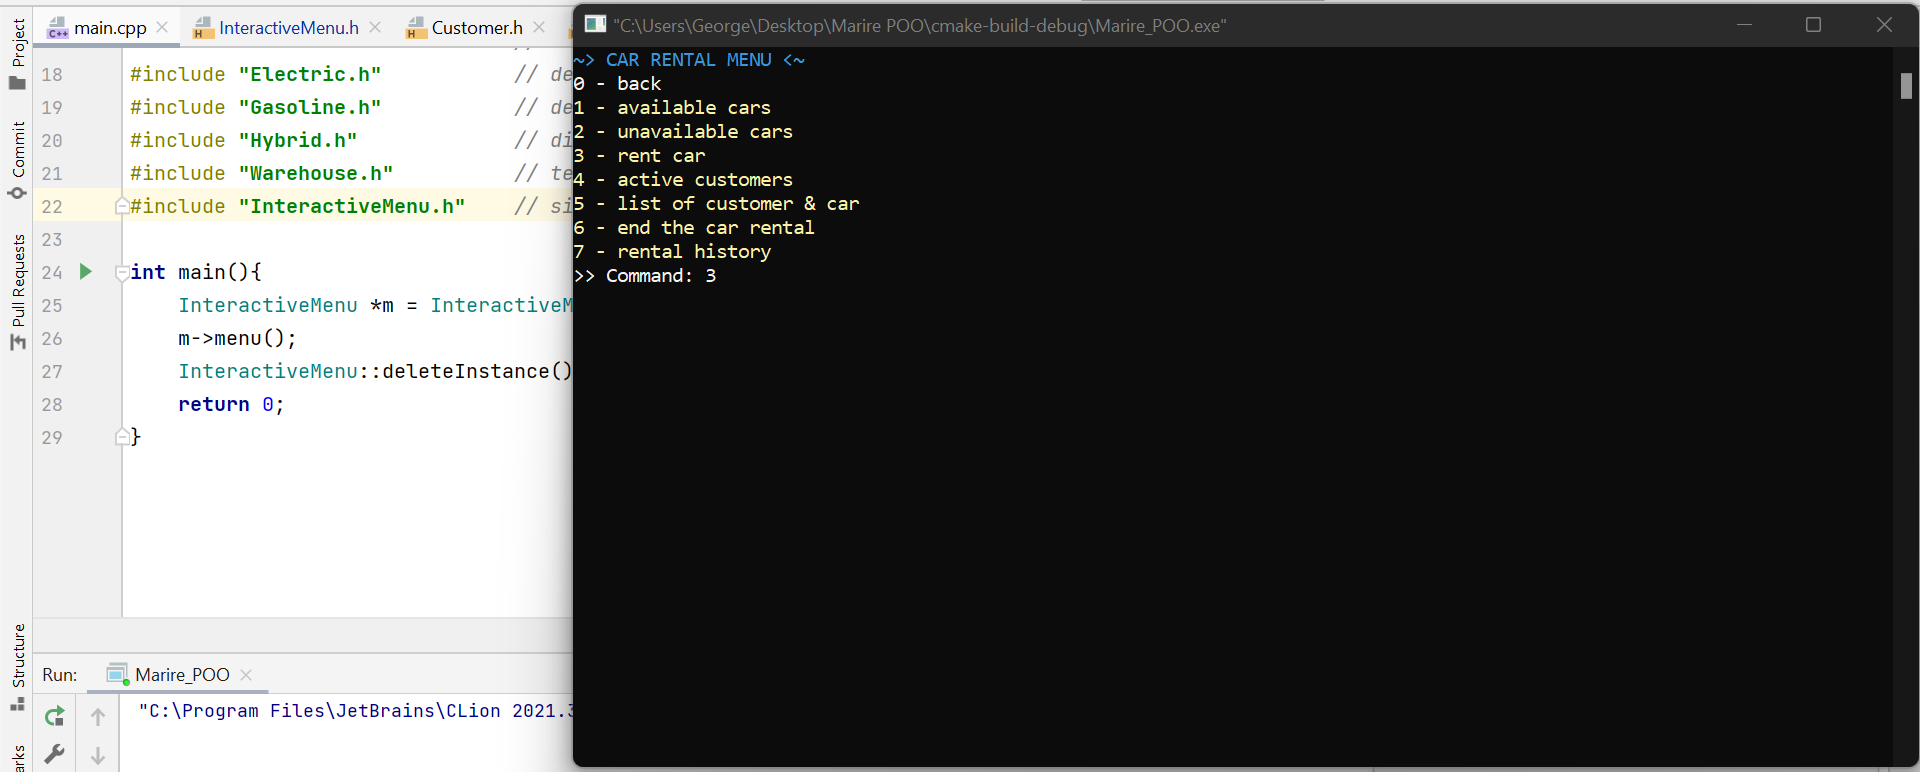 main.cpp
InteractiveMenu.h
Customer.h
Project
Commit
Pull Requests
Structure
18 #include "Electric.h" // de
19 #include "Gasoline.h" // de
20 #include "Hybrid.h" // di
21 #include "Warehouse.h" // te
22 #include "InteractiveMenu.h" // si
23
24 int main(){
25 InteractiveMenu *m = InteractiveM
26 m->menu();
27 InteractiveMenu::deleteInstance()
28 return 0;
29 }
Run: Marire_POO
"C:\Program Files\JetBrains\CLion 2021.3
"C:\Users\George\Desktop\Marire POO\cmake-build-debug\Marire_POO.exe"
~> CAR RENTAL MENU <~
0 - back
1 - available cars
2 - unavailable cars
3 - rent car
4 - active customers
5 - list of customer & car
6 - end the car rental
7 - rental history
>> Command: 3